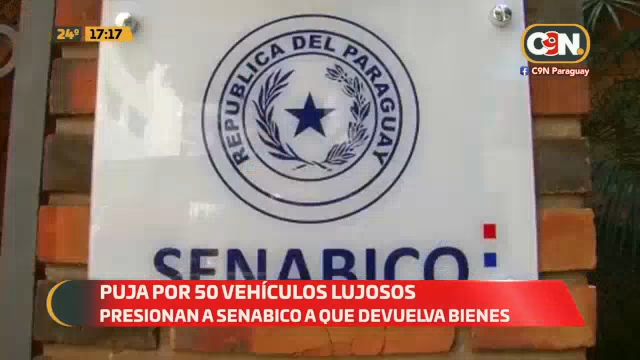 24º 17:17
C9N
C9N Paraguay
REPUBLICA DEL PARAGUAY
SENABICO
PUJA POR 50 VEHÍCULOS LUJOSOS
PRESIONAN A SENABICO A QUE DEVUELVA BIENES